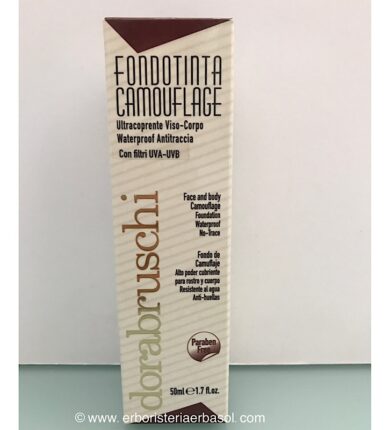 FONDOTINTA
CAMOUFLAGE
Ultracoprente Viso-Corpo
Waterproof Antitraccia
Con filtri UVA-UVB
dorabruschi
Face and body
Camouflage
Foundation
Waterproof
No-Trace
Fondo de
Camuflaje
Alto poder cubriente
para rostro y cuerpo
Resistente al agua
Anti-huellas
Paraben
Free
50ml ℮ 1.7 fl.oz.
© www.erboristeriaerbasol.com